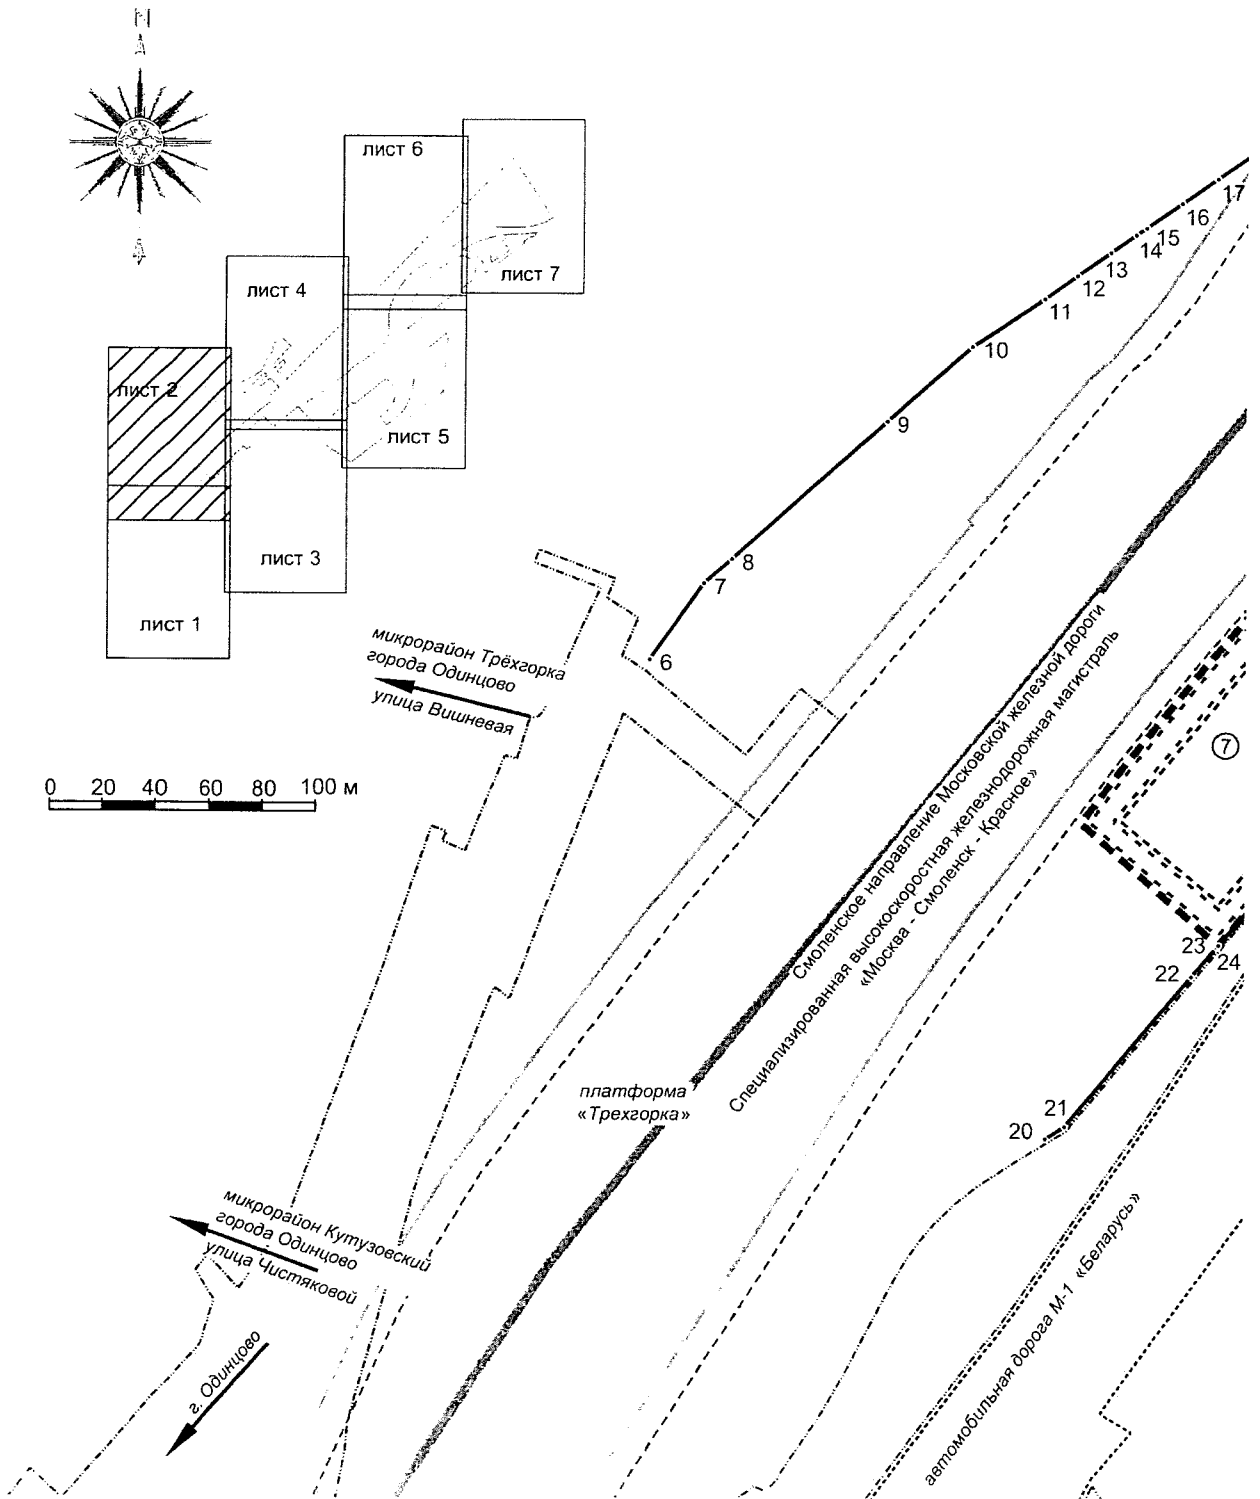 N
лист 6
лист 7
лист 4
лист 2
лист 5
лист 3
лист 1
17
16
15
14
13
12
11
10
9
8
7
6
микрорайон Трёхгорка
города Одинцово
улица Вишневая
0 20 40 60 80 100 м
Смоленское направление Московской железной дороги
Специализированная высокоскоростная железнодорожная магистраль
«Москва - Смоленск - Красное»
7
23
24
22
21
20
платформа
«Трехгорка»
микрорайон Кутузовский
города Одинцово
улица Чистяковой
г. Одинцово
автомобильная дорога М-1 «Беларусь»